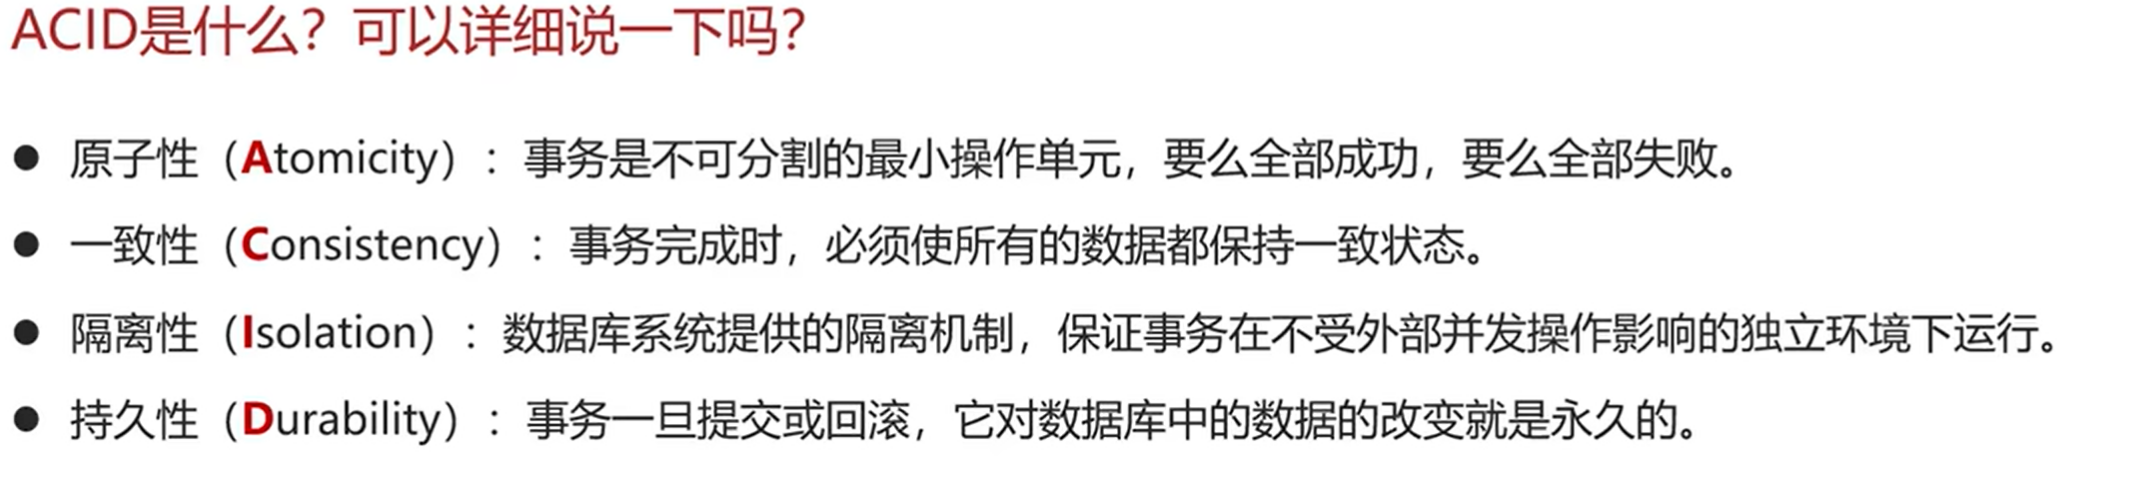 ACID是什么？可以详细说一下吗？
● 原子性（Atomicity）：事务是不可分割的最小操作单元，要么全部成功，要么全部失败。
● 一致性（Consistency）：事务完成时，必须使所有的数据都保持一致状态。
● 隔离性（Isolation）：数据库系统提供的隔离机制，保证事务在不受外部并发操作影响的独立环境下运行。
● 持久性（Durability）：事务一旦提交或回滚，它对数据库中的数据的改变就是永久的。